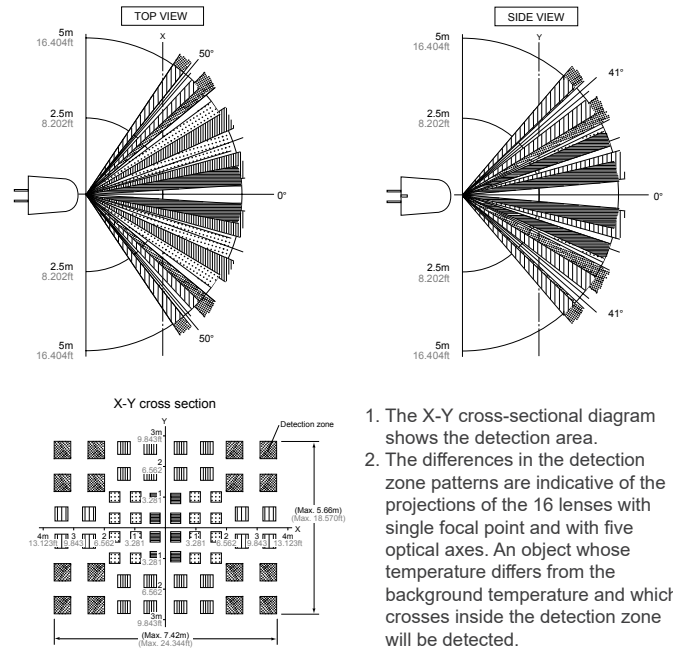 TOP VIEW
5m
16.404ft
X
50°
2.5m
8.202ft
0°
2.5m
8.202ft
50°
5m
16.404ft
SIDE VIEW
5m
16.404ft
Y
41°
2.5m
8.202ft
0°
2.5m
8.202ft
41°
5m
16.404ft
X-Y cross section
Y
Detection zone
3m
9.843ft
2
6.562
1
3.281
(Max. 5.66m)
(Max. 18.570ft)
X
4m 3 2 1 1 2 3 4m
13.123ft 9.843 6.562 3.281 3.281 6.562 9.843 13.123ft
1
3.281
2
6.562
3m
9.843ft
(Max. 7.42m)
(Max. 24.344ft)
1. The X-Y cross-sectional diagram
shows the detection area.
2. The differences in the detection
zone patterns are indicative of the
projections of the 16 lenses with
single focal point and with five
optical axes. An object whose
temperature differs from the
background temperature and which
crosses inside the detection zone
will be detected.